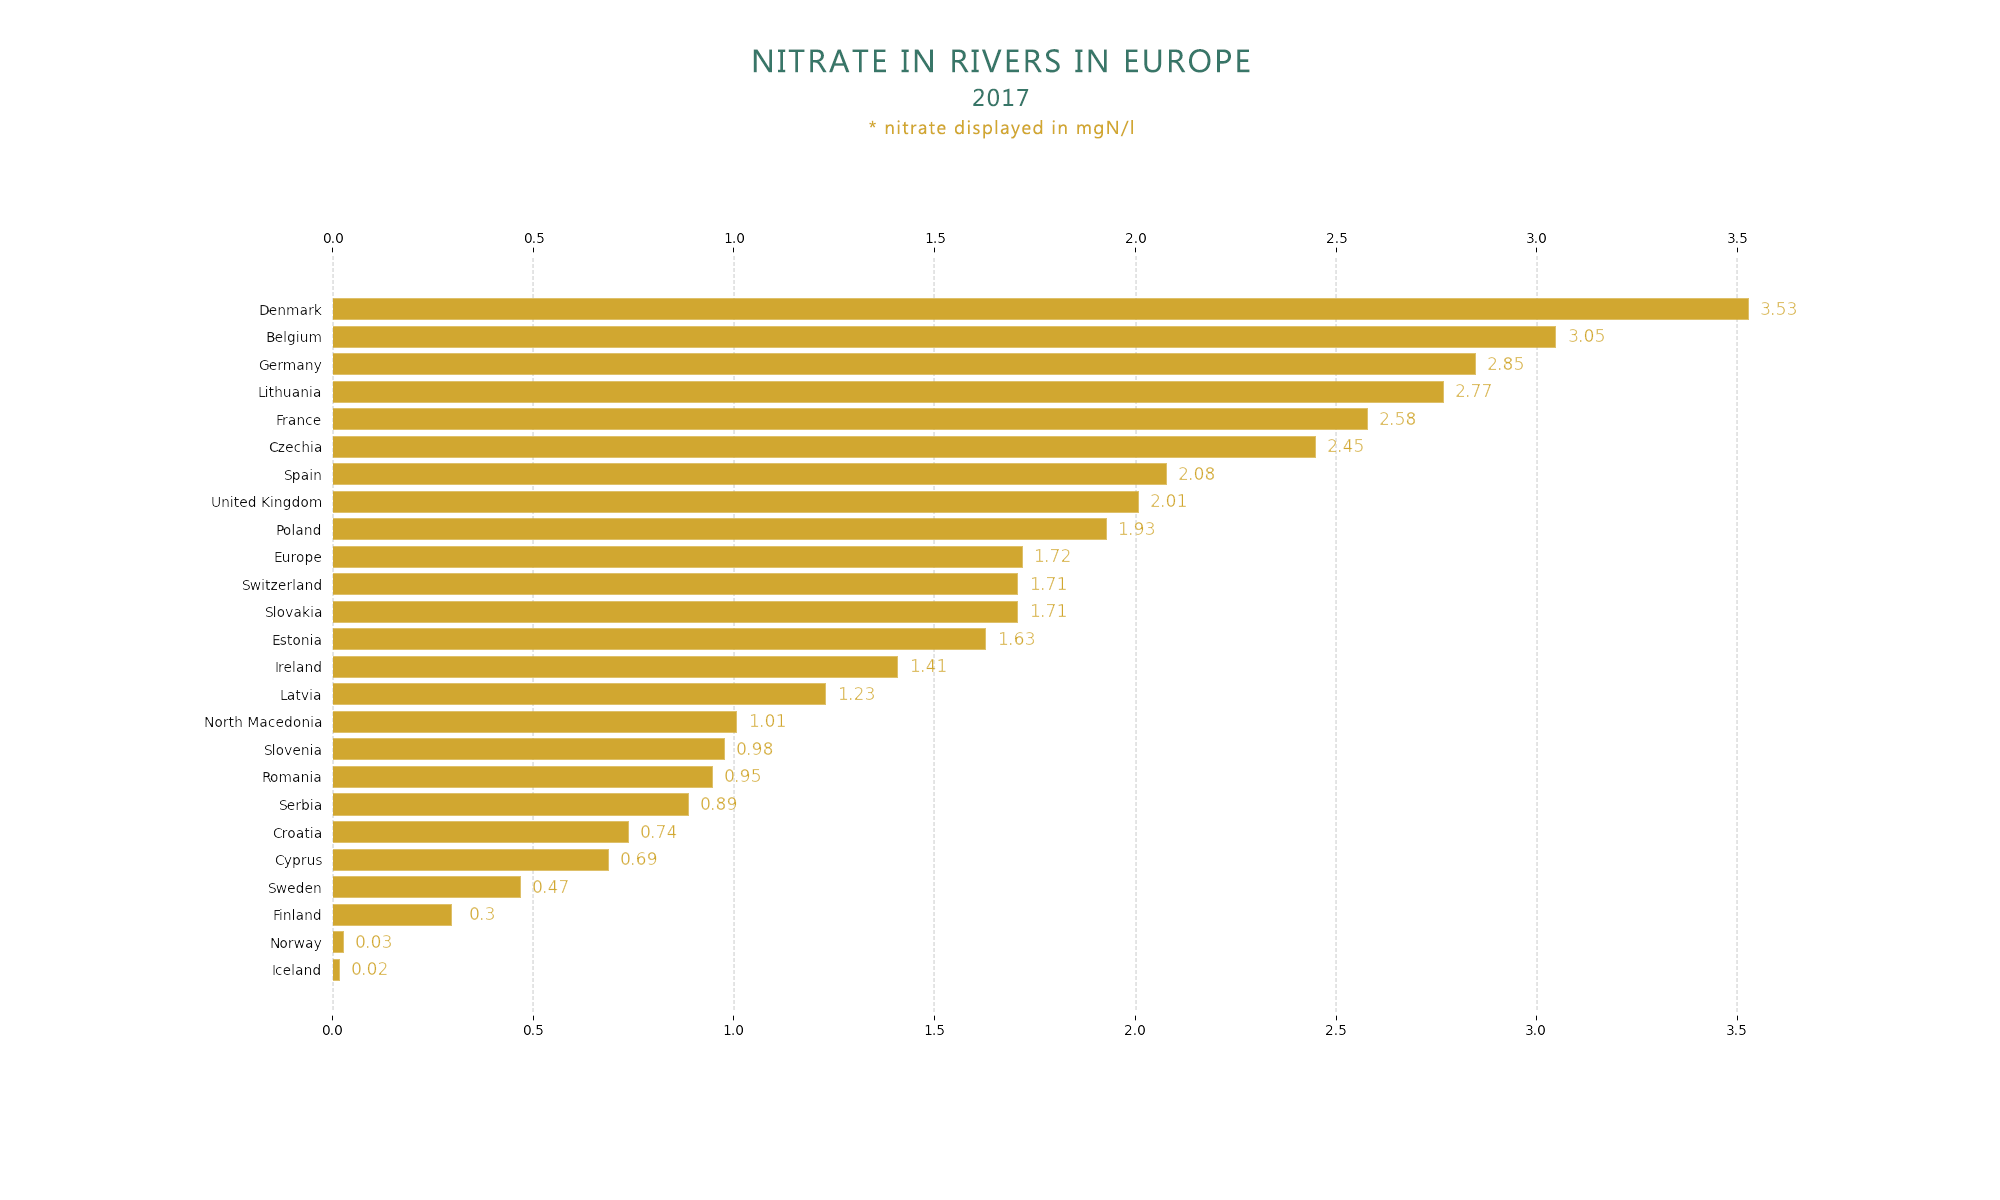 NITRATE IN RIVERS IN EUROPE
2017
* nitrate displayed in mgN/l
0.0 0.5 1.0 1.5 2.0 2.5 3.0 3.5
Denmark 3.53
Belgium 3.05
Germany 2.85
Lithuania 2.77
France 2.58
Czechia 2.45
Spain 2.08
United Kingdom 2.01
Poland 1.93
Europe 1.72
Switzerland 1.71
Slovakia 1.71
Estonia 1.63
Ireland 1.41
Latvia 1.23
North Macedonia 1.01
Slovenia 0.98
Romania 0.95
Serbia 0.89
Croatia 0.74
Cyprus 0.69
Sweden 0.47
Finland 0.3
Norway 0.03
Iceland 0.02
0.0 0.5 1.0 1.5 2.0 2.5 3.0 3.5